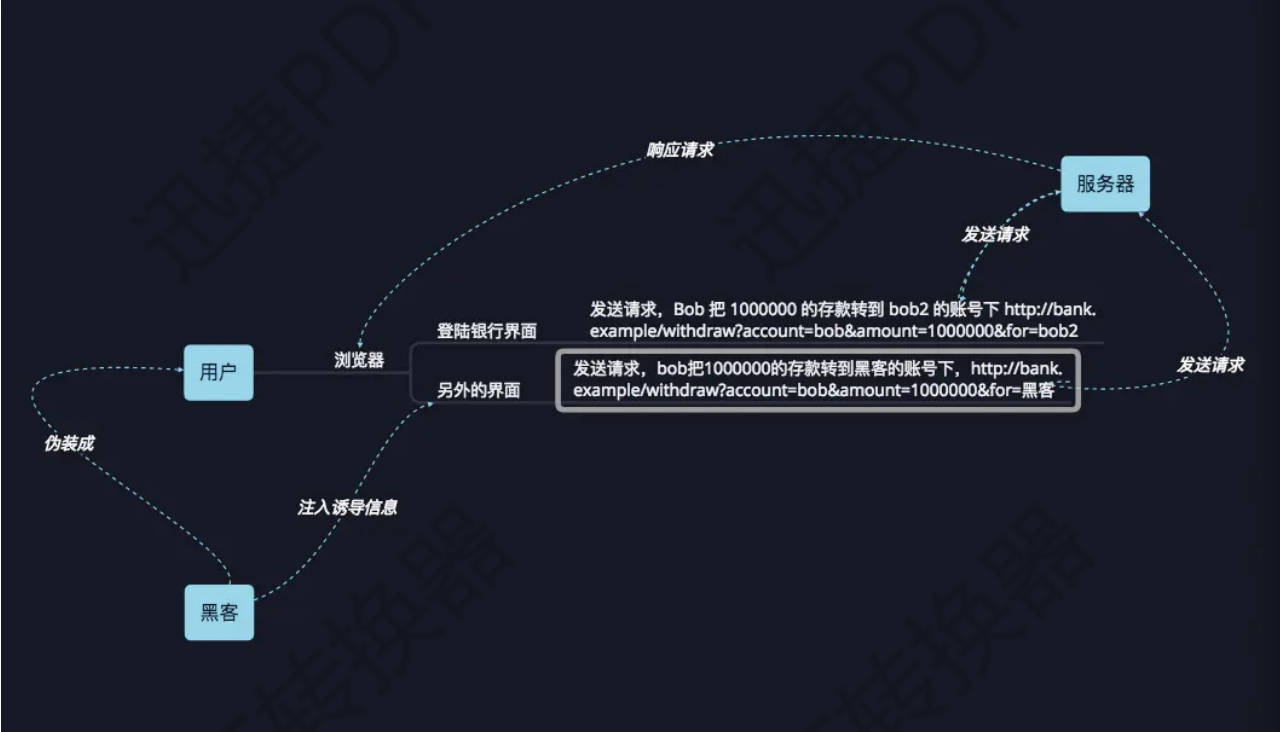 迅捷PDF
迅捷PDF
响应请求
服务器
发送请求
发送请求，Bob 把 1000000 的存款转到 bob2 的账号下 http://bank.
example/withdraw?account=bob&amount=1000000&for=bob2
登陆银行界面
浏览器
用户
发送请求，bob把1000000的存款转到黑客的账号下，http://bank.
example/withdraw?account=bob&amount=1000000&for=黑客
另外的界面
发送请求
伪装成
注入诱导信息
黑客
转换器
转换器